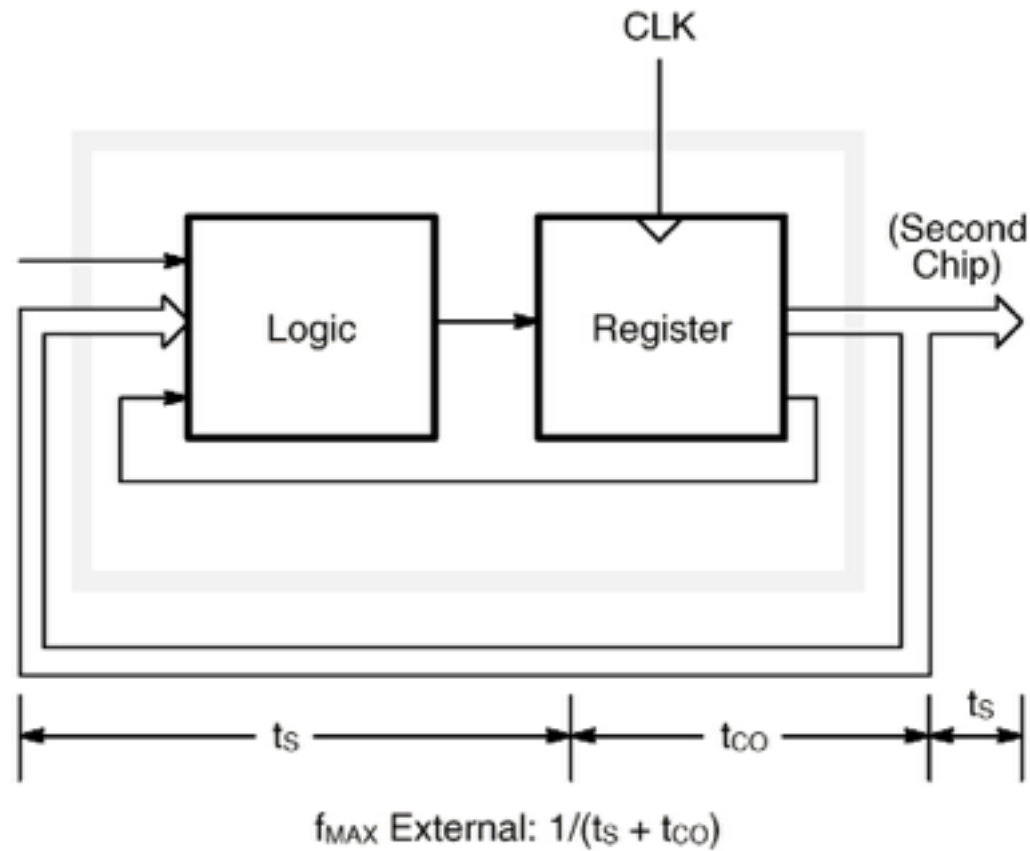 CLK
(Second
Chip)
Logic
Register
tS
tCO
tS
fMAX External: 1/(tS + tCO)